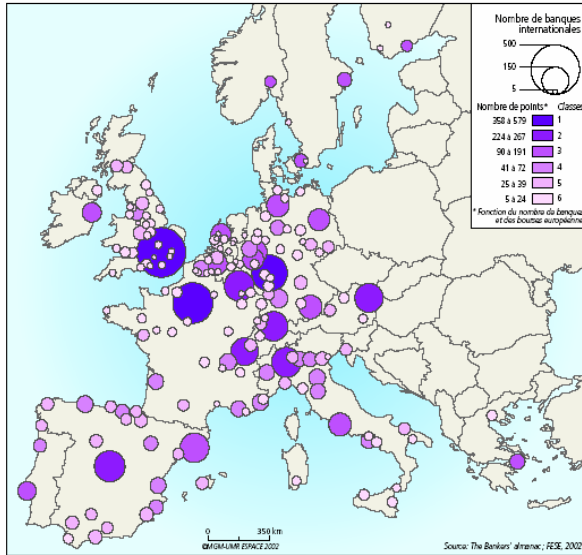 Nombre de banques
internationales
500
150
5
Nombre de points* Classes
358 à 579 1
224 à 267 2
90 à 191 3
41 à 72 4
25 à 39 5
5 à 24 6
* Fonction du nombre de banques
et des bourses européenne
0 350 km
©MGM-UMR ESPACE 2002
Source: The Bankers' almanac; FESE, 2002